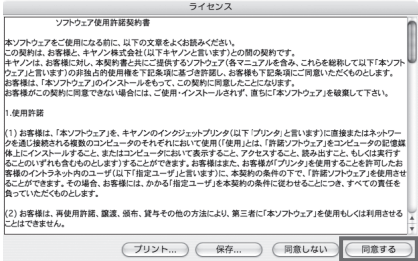 ライセンス
ソフトウェア使用許諾契約書
本ソフトウェアをご使用になる前に、以下の文章をよくお読みください。
この契約は、お客様と、キヤノン株式会社(以下キヤノンと言います)との間の契約です。
キヤノンは、お客様に対し、本契約書と共にご提供するソフトウェア(各マニュアルを含み、これらを総称して以下「本ソフト
ウェア」と言います)の非独占的使用権を下記条項に基づき許諾し、お客様も下記条項にご同意いただくものとします。
お客様は、「本ソフトウェア」のインストールをもって、この契約に同意したことになります。
お客様がこの契約に同意できない場合には、ご使用・インストールされず、直ちに「本ソフトウェア」を破棄して下さい。
1.使用許諾
(1) お客様は、「本ソフトウェア」を、キヤノンのインクジェットプリンタ(以下「プリンタ」と言います)に直接またはネットワー
クを通じ接続される複数のコンピュータのそれぞれにおいて使用(「使用」とは、「許諾ソフトウェア」をコンピュータの記憶媒
体上にインストールすること、またはコンピュータにおいて表示すること、アクセスすること、読み出すこと、もしくは実行す
ることのいずれも含むものとします)することができます。お客様はまた、お客様が「プリンタ」を使用することを許可したお
客様のイントラネット内のユーザ(以下「指定ユーザ」と言います)に、本契約の条件の下で、「許諾ソフトウェア」を使用させ
ることができます。その場合、お客様には、かかる「指定ユーザ」を本契約の条件に従わせることにつき、すべての責任を
負っていただくものとします。
(2) お客様は、再使用許諾、譲渡、頒布、貸与その他の方法により、第三者に「本ソフトウェア」を使用もしくは利用させる
ことはできません。
プリント... 保存... 同意しない 同意する